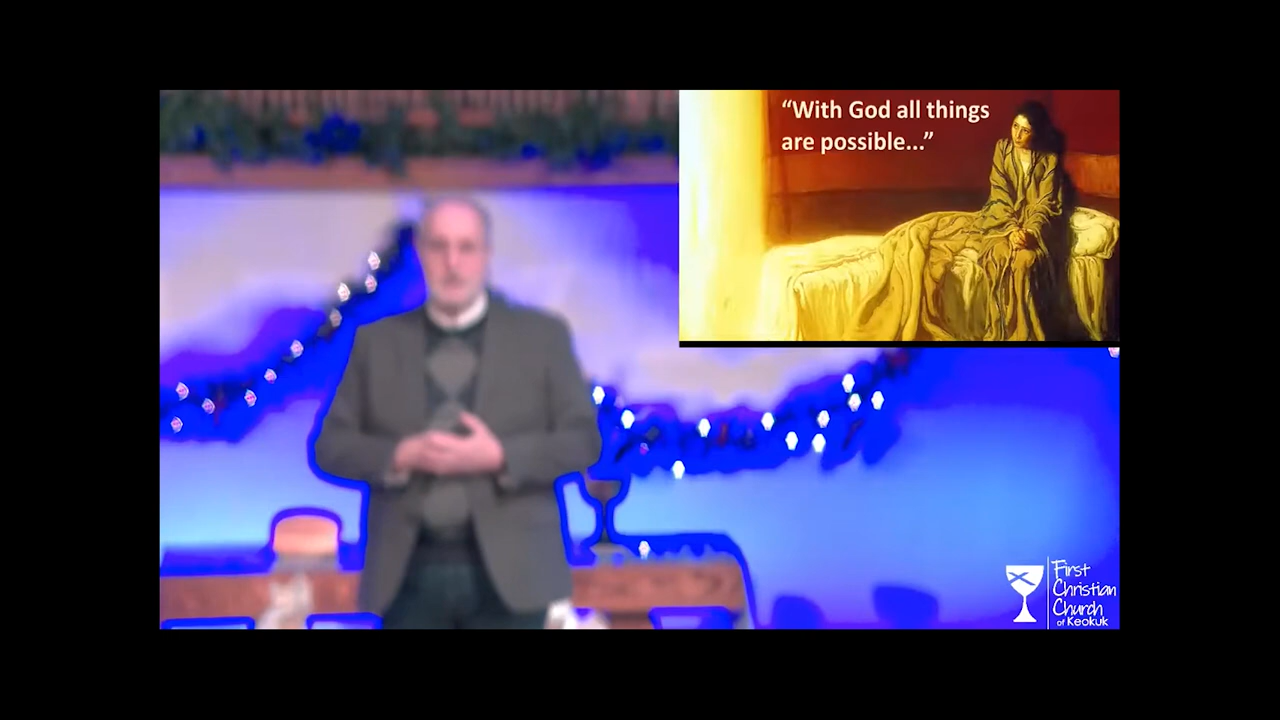 “With God all things
are possible...”
First
Christian
Church
of Keokuk